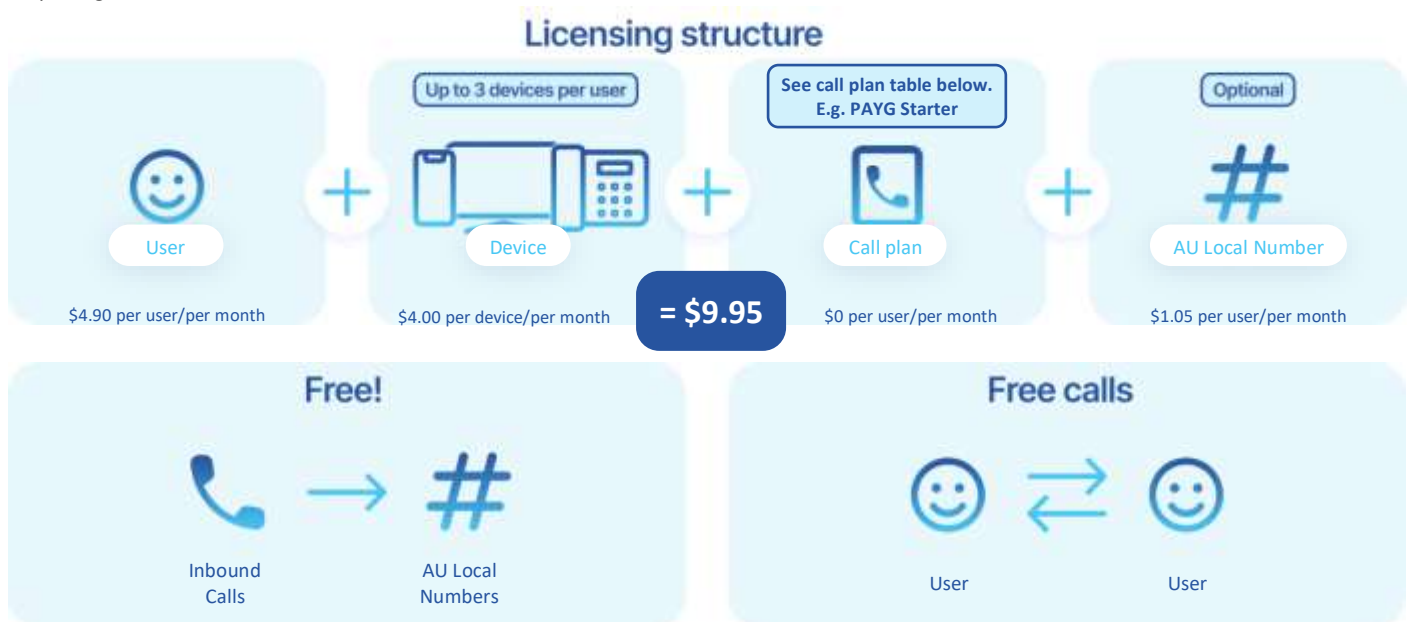 Licensing structure
Up to 3 devices per user
See call plan table below.
E.g. PAYG Starter
Optional
User
Device
Call plan
AU Local Number
$4.90 per user/per month
$4.00 per device/per month
= $9.95
$0 per user/per month
$1.05 per user/per month
Free!
Inbound
Calls
AU Local
Numbers
Free calls
User
User